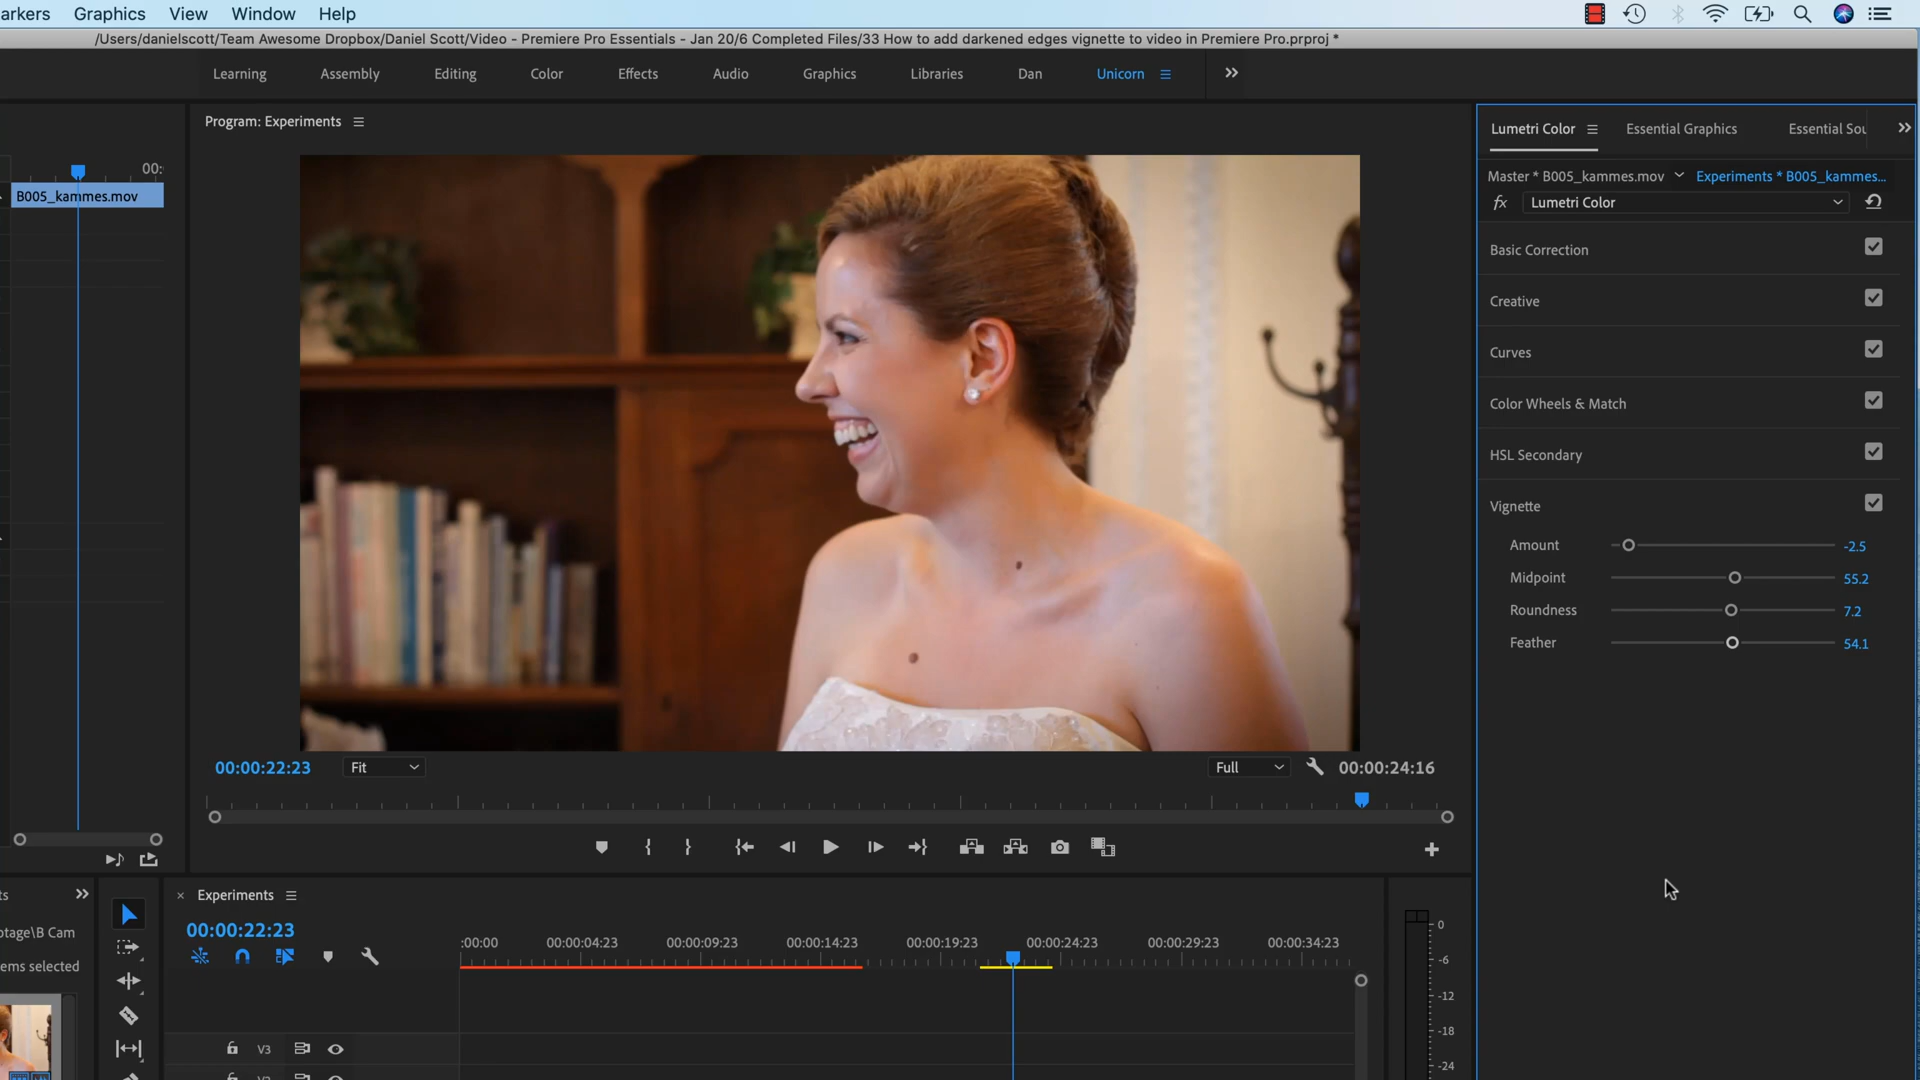 arkers Graphics View Window Help
/Users/danielscott/Team Awesome Dropbox/Daniel Scott/Video - Premiere Pro Essentials - Jan 20/6 Completed Files/33 How to add darkened edges vignette to video in Premiere Pro.prproj *
Learning Assembly Editing Color Effects Audio Graphics Libraries Dan Unicorn
Program: Experiments
Lumetri Color Essential Graphics Essential Sou
00:
B005_kammes.mov
Master * B005_kammes.mov Experiments * B005_kammes...
fx Lumetri Color
Basic Correction
Creative
Curves
Color Wheels & Match
HSL Secondary
Vignette
Amount -2.5
Midpoint 55.2
Roundness 7.2
Feather 54.1
00:00:22:23 Fit Full 00:00:24:16
ts
Experiments
00:00:22:23
otage\B Cam
ems selected
:00:00 00:00:04:23 00:00:09:23 00:00:14:23 00:00:19:23 00:00:24:23 00:00:29:23 00:00:34:23
0
-6
-12
-18
-24
V3